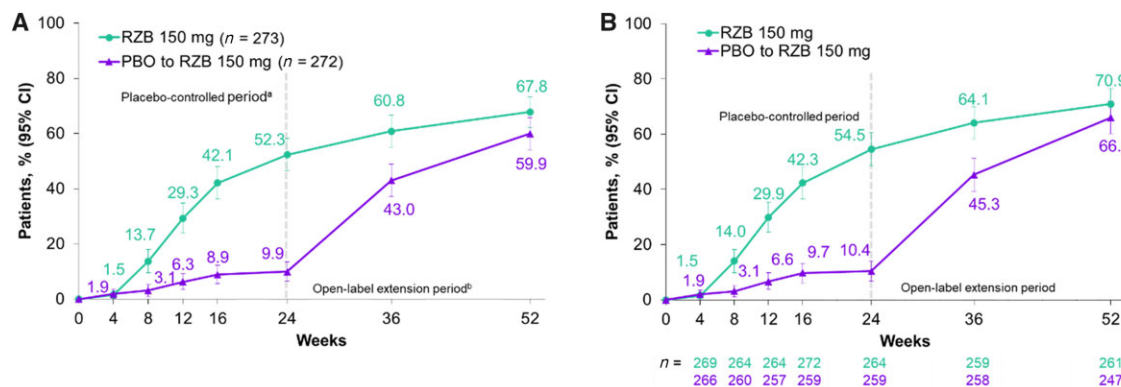 A
100
80
60
40
20
0
Patients, % (95% CI)
RZB 150 mg (n = 273)
PBO to RZB 150 mg (n = 272)
Placebo-controlled periodᵃ
1.5
13.7
29.3
42.1
52.3
60.8
67.8
1.9
3.1
6.3
8.9
9.9
43.0
59.9
Open-label extension periodᵇ
0 4 8 12 16 24 36 52
Weeks
B
100
80
60
40
20
0
Patients, % (95% CI)
RZB 150 mg
PBO to RZB 150 mg
Placebo-controlled period
1.5
14.0
29.9
42.3
54.5
64.1
70.9
1.9
3.1
6.6
9.7
10.4
45.3
66.
Open-label extension period
0 4 8 12 16 24 36 52
Weeks
n = 269 264 264 272 264 259 261
266 260 257 259 259 258 247